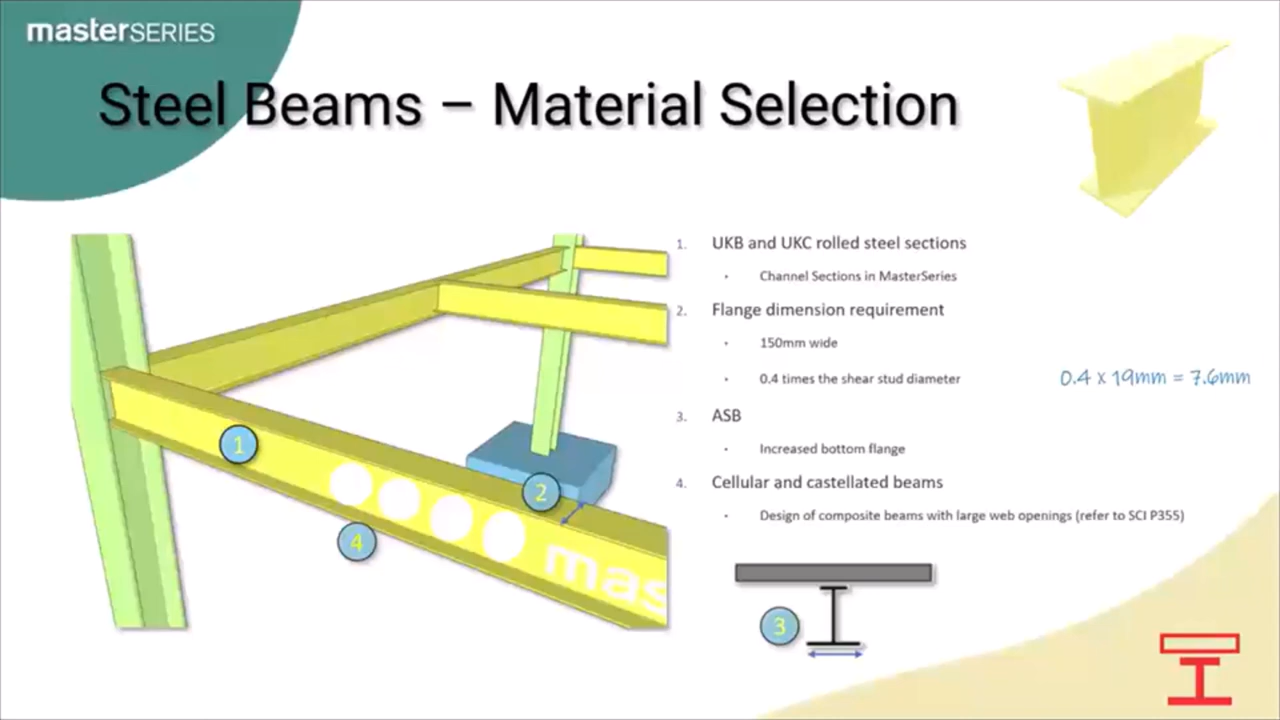 masterSERIES
Steel Beams – Material Selection
1. UKB and UKC rolled steel sections
• Channel Sections in MasterSeries
2. Flange dimension requirement
• 150mm wide
• 0.4 times the shear stud diameter
0.4 x 19mm = 7.6mm
3. ASB
• Increased bottom flange
4. Cellular and castellated beams
• Design of composite beams with large web openings (refer to SCI P355)
1
2
4
mas
3